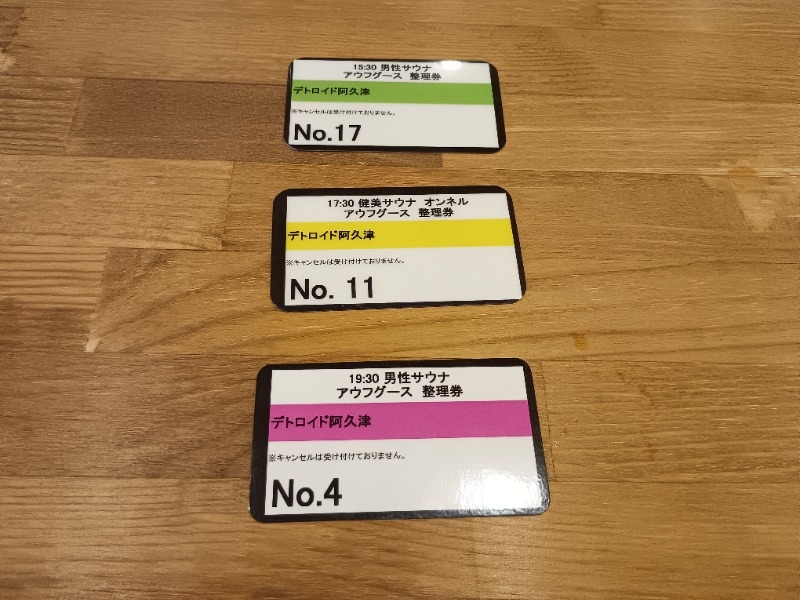 15:30 男性サウナ
アウフグース 整理券
デトロイド阿久津
※キャンセルは受け付けておりません。
No.17
17:30 健美サウナ オンネル
アウフグース 整理券
デトロイド阿久津
※キャンセルは受け付けておりません。
No. 11
19:30 男性サウナ
アウフグース 整理券
デトロイド阿久津
※キャンセルは受け付けておりません。
No.4